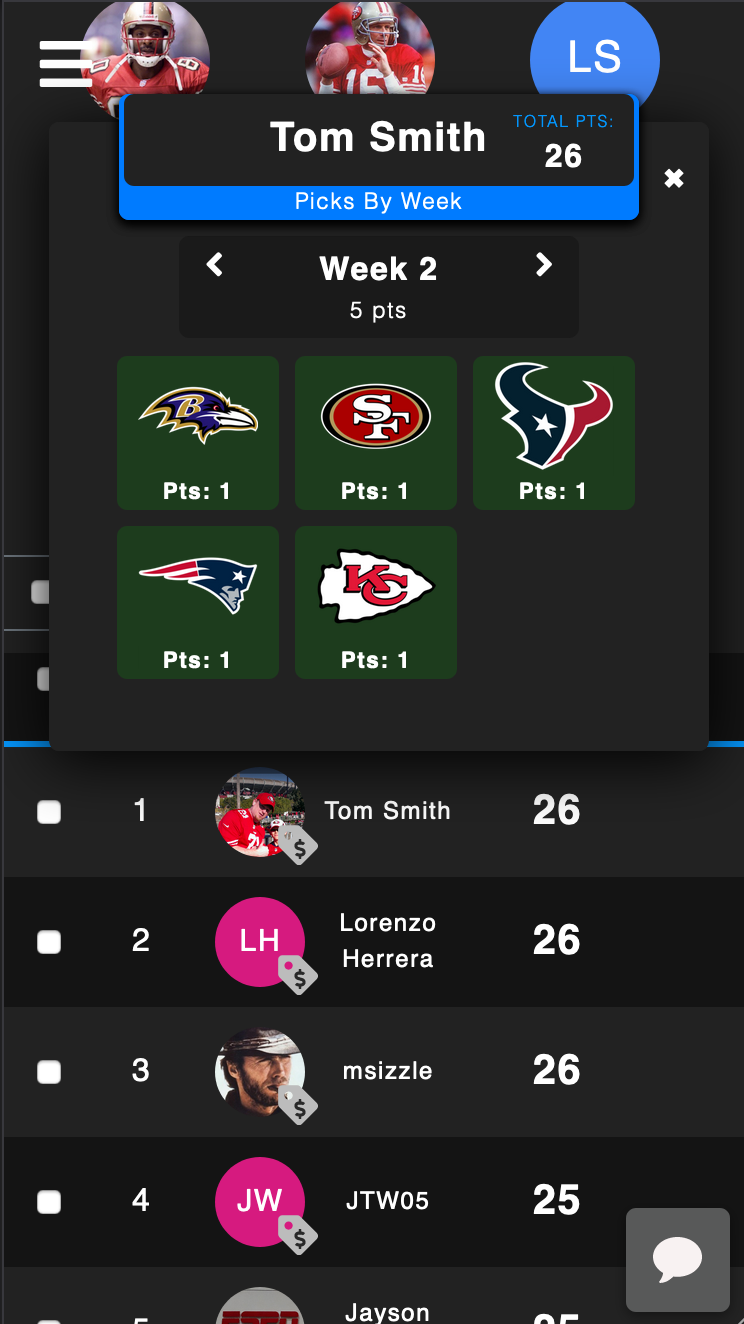 LS
Tom Smith
TOTAL PTS:
26
Picks By Week
Week 2
5 pts
B
SF
Pts: 1
Pts: 1
Pts: 1
KC
Pts: 1
Pts: 1
1
Tom Smith
26
$
2
LH
Lorenzo
Herrera
26
$
3
msizzle
26
$
4
JW
JTW05
25
$
Jayson